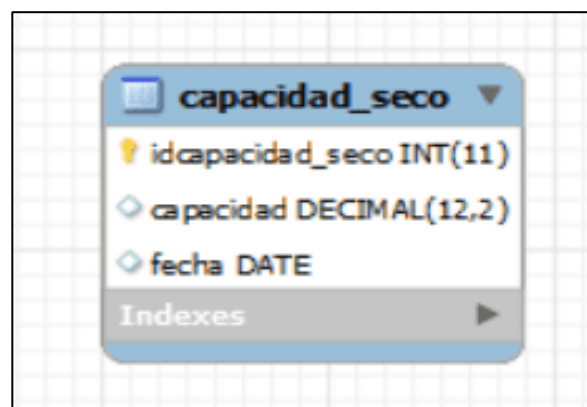 capacidad_seco
idcapacidad_seco INT(11)
capacidad DECIMAL(12,2)
fecha DATE
Indexes